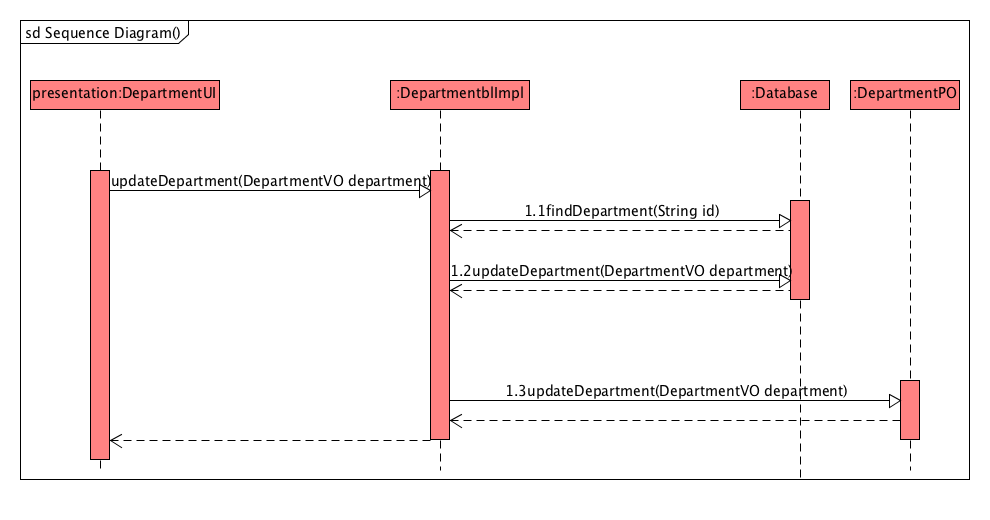 sd Sequence Diagram()
presentation:DepartmentUI
:DepartmentblImpl
:Database
:DepartmentPO
updateDepartment(DepartmentVO department)
1.1findDepartment(String id)
1.2updateDepartment(DepartmentVO department)
1.3updateDepartment(DepartmentVO department)